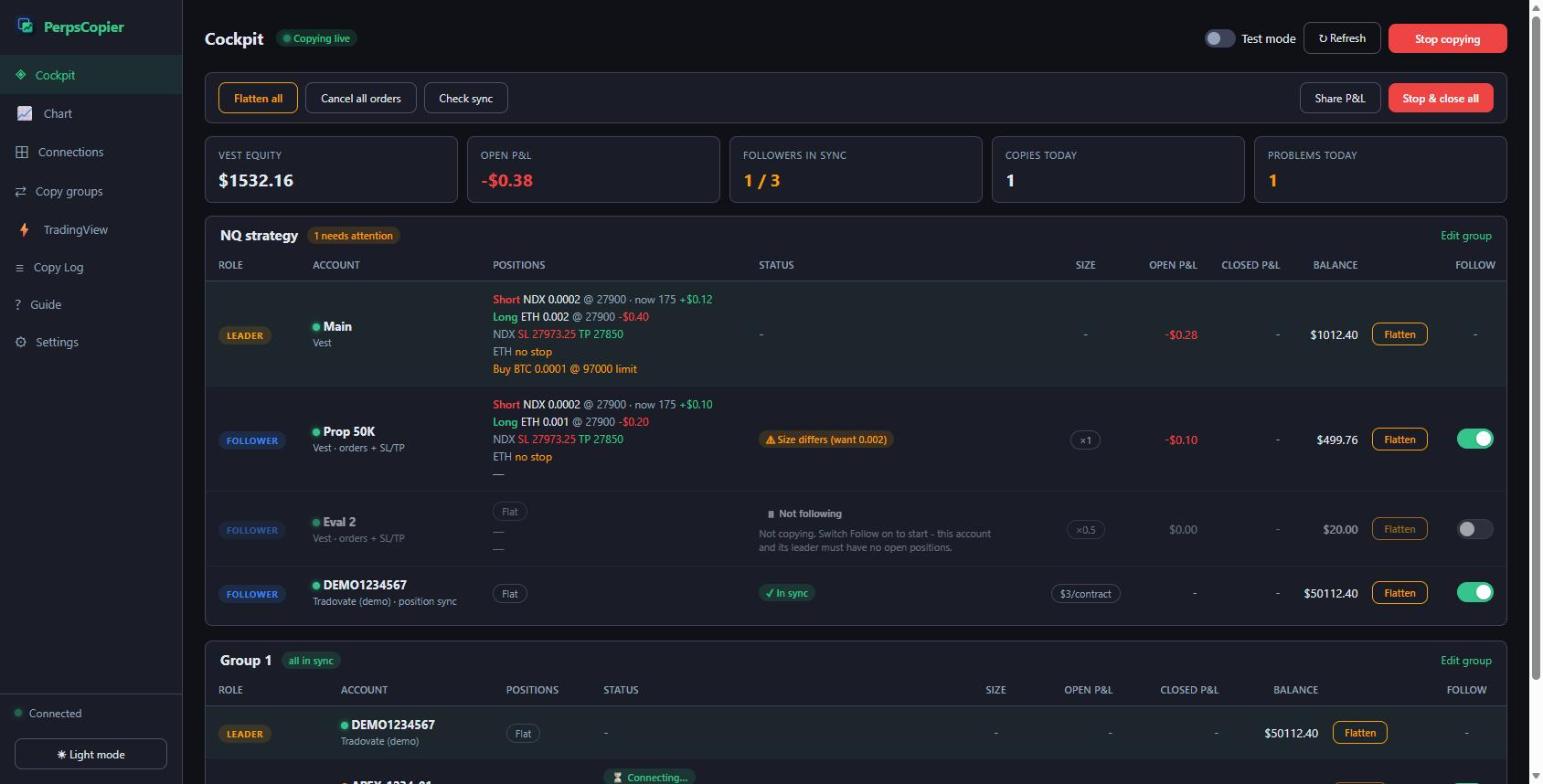 PerpsCopier
Cockpit
Chart
Connections
Copy groups
TradingView
Copy Log
? Guide
Settings
Connected
☀ Light mode
Cockpit Copying live
Test mode ↻ Refresh Stop copying
Flatten all Cancel all orders Check sync Share P&L Stop & close all
VEST EQUITY
$1532.16
OPEN P&L
-$0.38
FOLLOWERS IN SYNC
1 / 3
COPIES TODAY
1
PROBLEMS TODAY
1
NQ strategy 1 needs attention Edit group
ROLE ACCOUNT POSITIONS STATUS SIZE OPEN P&L CLOSED P&L BALANCE FOLLOW
LEADER
Main
Vest
Short NDX 0.0002 @ 27900 · now 175 +$0.12
Long ETH 0.002 @ 27900 -$0.40
NDX SL 27973.25 TP 27850
ETH no stop
Buy BTC 0.0001 @ 97000 limit
- - -$0.28 - $1012.40 Flatten -
FOLLOWER
Prop 50K
Vest · orders + SL/TP
Short NDX 0.0002 @ 27900 · now 175 +$0.10
Long ETH 0.001 @ 27900 -$0.20
NDX SL 27973.25 TP 27850
ETH no stop
—
⚠ Size differs (want 0.002)
×1 -$0.10 - $499.76 Flatten
FOLLOWER
Eval 2
Vest · orders + SL/TP
Flat
—
—
Not following
Not copying. Switch Follow on to start - this account
and its leader must have no open positions.
×0.5 $0.00 - $20.00 Flatten
FOLLOWER
DEMO1234567
Tradovate (demo) · position sync
Flat
✓ In sync
$3/contract - - $50112.40 Flatten
Group 1 all in sync Edit group
ROLE ACCOUNT POSITIONS STATUS SIZE OPEN P&L CLOSED P&L BALANCE FOLLOW
LEADER
DEMO1234567
Tradovate (demo)
Flat - - - - $50112.40 Flatten -
⏳ Connecting...